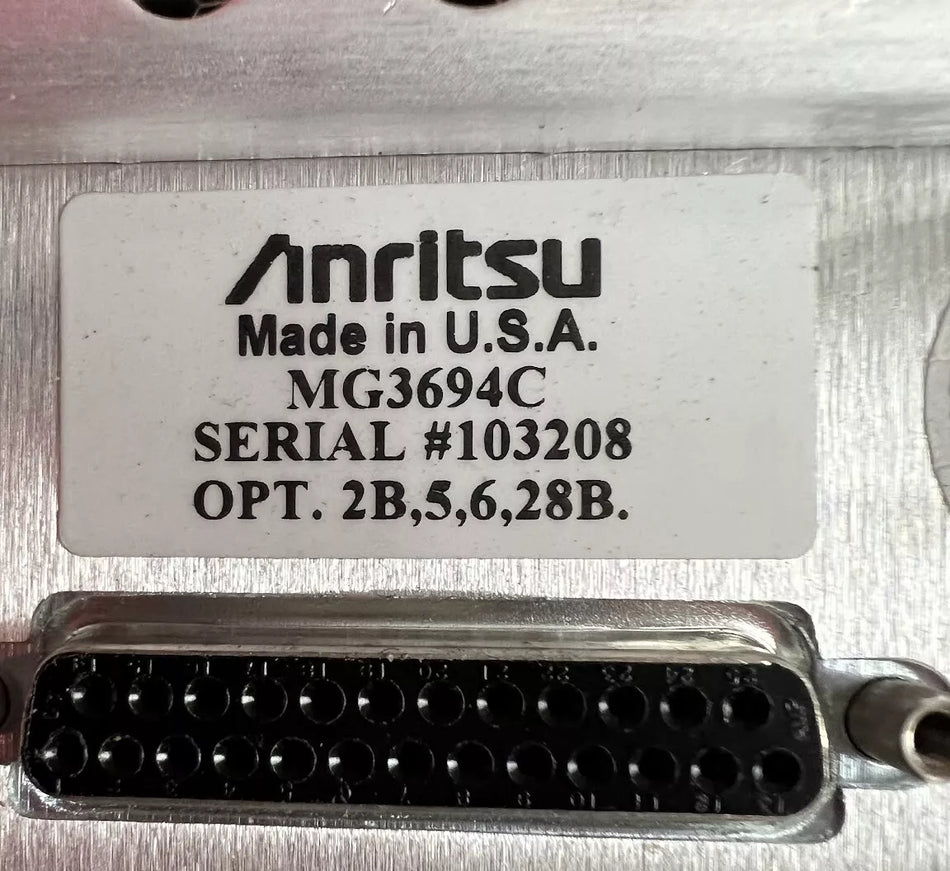 Anritsu
Made in U.S.A.
MG3694C
SERIAL #103208
OPT. 2B,5,6,28B.